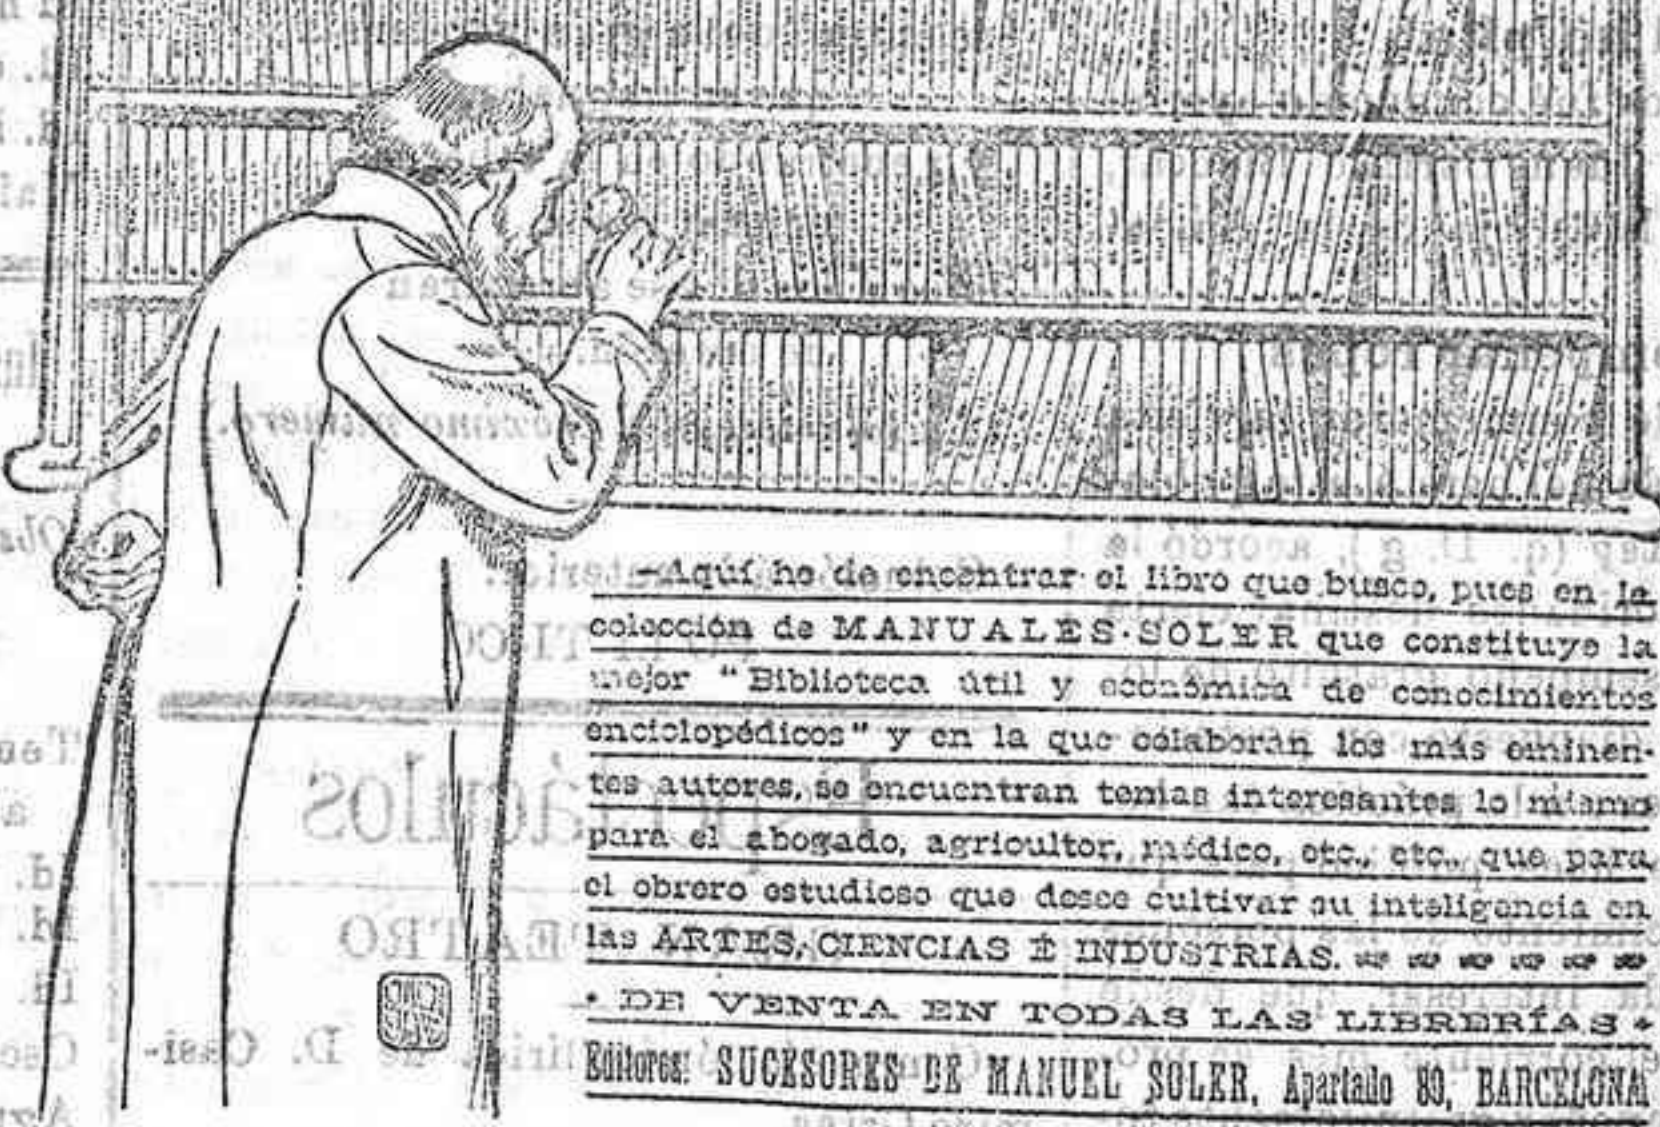 —Aquí he de encontrar el libro que busco, pues en la
colección de MANUALES-SOLER que constituye la
mejor "Biblioteca útil y económica de conocimientos
enciclopédicos" y en la que colaboran los más eminen-
tes autores, se encuentran temas interesantes lo mismo
para el abogado, agricultor, médico, etc., etc., que para
el obrero estudioso que desee cultivar su inteligencia en
las ARTES, CIENCIAS É INDUSTRIAS.
DE VENTA EN TODAS LAS LIBRERÍAS
Editores: SUCESORES DE MANUEL SOLER, Apartado 89, BARCELONA